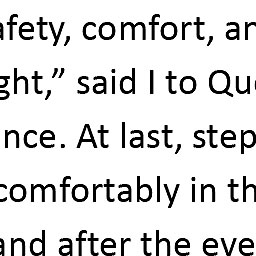 afety, comfort, an
ght,” said I to Que
nce. At last, step
comfortably in th
and after the eve